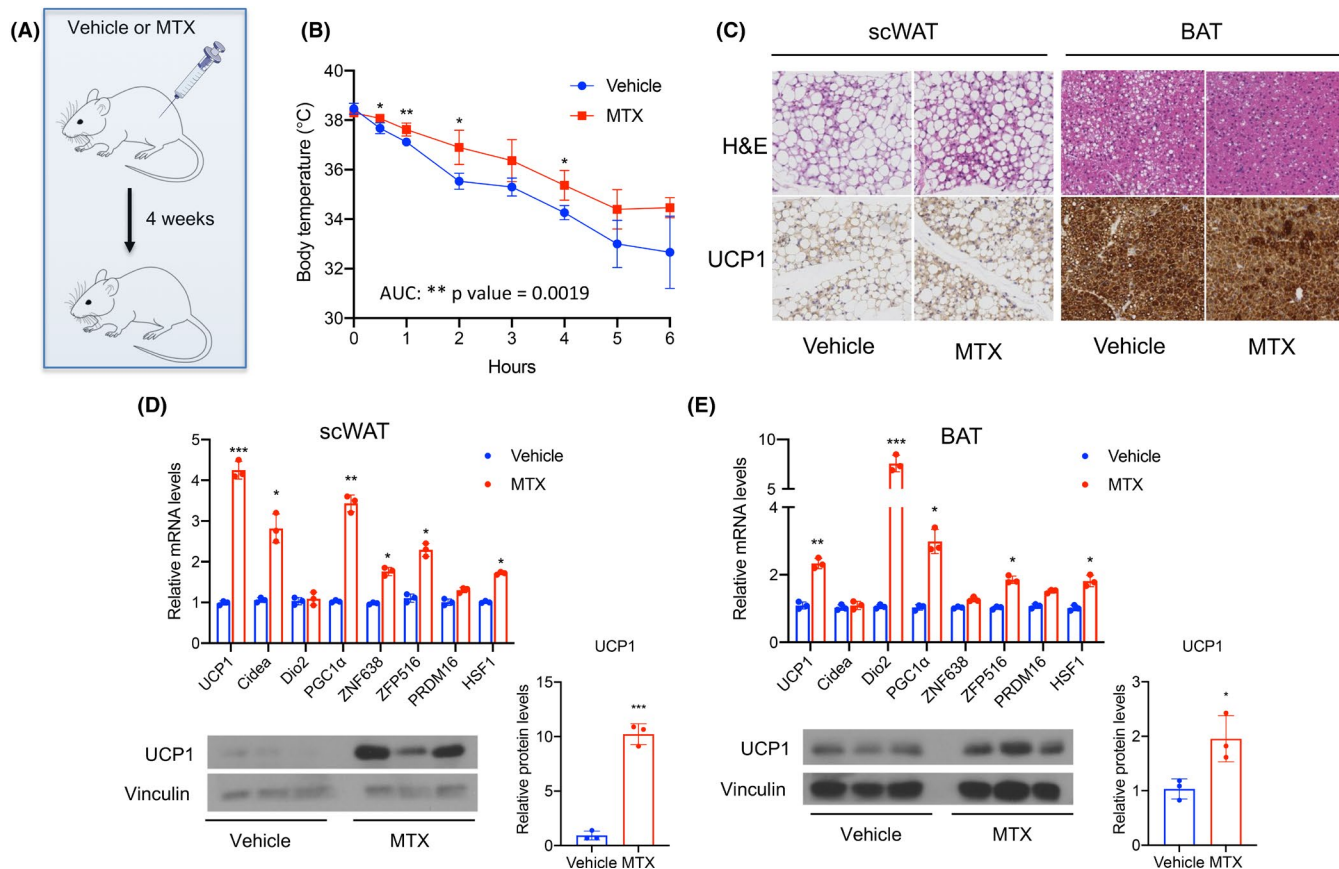 (A)
Vehicle or MTX
4 weeks
(B)
Body temperature (°C)
40
38
36
34
32
30
Vehicle
MTX
*
**
*
*
AUC: ** p value = 0.0019
0 1 2 3 4 5 6
Hours
(C)
scWAT BAT
H&E
UCP1
Vehicle MTX Vehicle MTX
(D)
scWAT
Relative mRNA levels
5
4
3
2
1
0
Vehicle
MTX
***
*
**
*
*
*
UCP1 Cidea Dio2 PGC1α ZNF638 ZFP516 PRDM16 HSF1
UCP1
Vinculin
Vehicle MTX
UCP1
Relative protein levels
15
10
5
0
***
Vehicle MTX
(E)
BAT
Relative mRNA levels
10
5
4
2
0
Vehicle
MTX
**
***
*
*
*
UCP1 Cidea Dio2 PGC1α ZNF638 ZFP516 PRDM16 HSF1
UCP1
Vinculin
Vehicle MTX
UCP1
Relative protein levels
3
2
1
0
*
Vehicle MTX